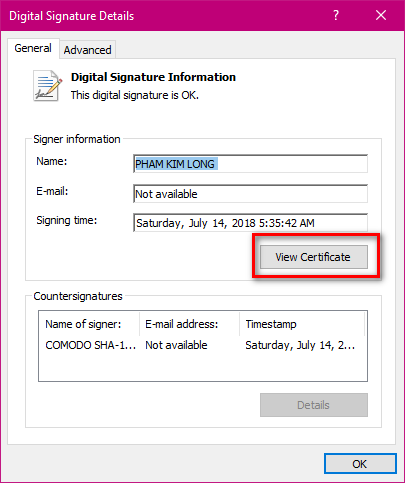 Digital Signature Details
? ×
General Advanced
Digital Signature Information
This digital signature is OK.
Signer information
Name: PHAM KIM LONG
E-mail: Not available
Signing time: Saturday, July 14, 2018 5:35:42 AM
View Certificate
Countersignatures
Name of signer: E-mail address: Timestamp
COMODO SHA-1... Not available Saturday, July 14, 2...
Details
OK